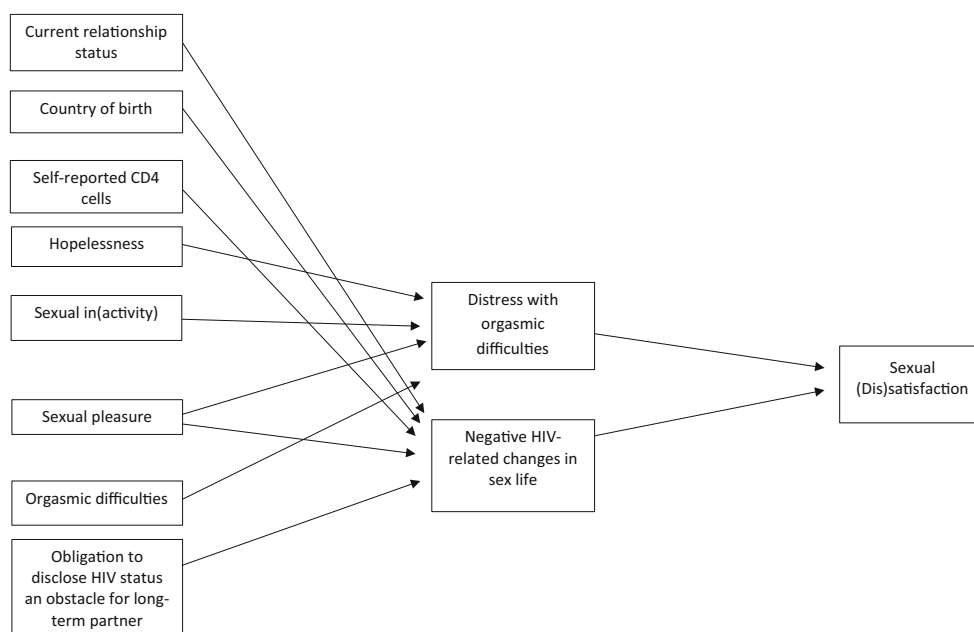 Current relationship
status
Country of birth
Self-reported CD4
cells
Hopelessness
Sexual in(activity)
Sexual pleasure
Orgasmic difficulties
Obligation to
disclose HIV status
an obstacle for long-
term partner
Distress with
orgasmic
difficulties
Negative HIV-
related changes in
sex life
Sexual
(Dis)satisfaction